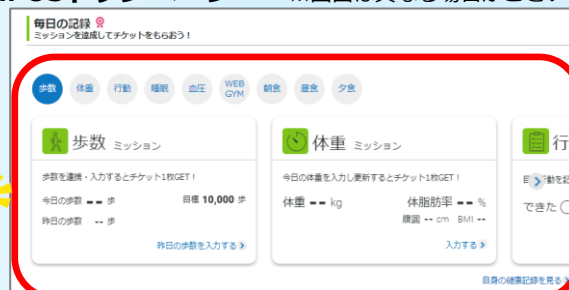 毎日の記録
ミッションを達成してチケットをもらおう！
歩数 体重 行動 睡眠 血圧 WEB GYM 朝食 昼食 夕食
歩数 ミッション
歩数を連携・入力するとチケット1枚GET！
今日の歩数 -- 歩 目標 10,000 歩
昨日の歩数 -- 歩
昨日の歩数を入力する
体重 ミッション
今日の体重を入力し更新するとチケット1枚GET！
体重 -- kg 体脂肪率 -- %
腹囲 -- cm BMI --
入力する
行
できた
自身の健康記録を見る